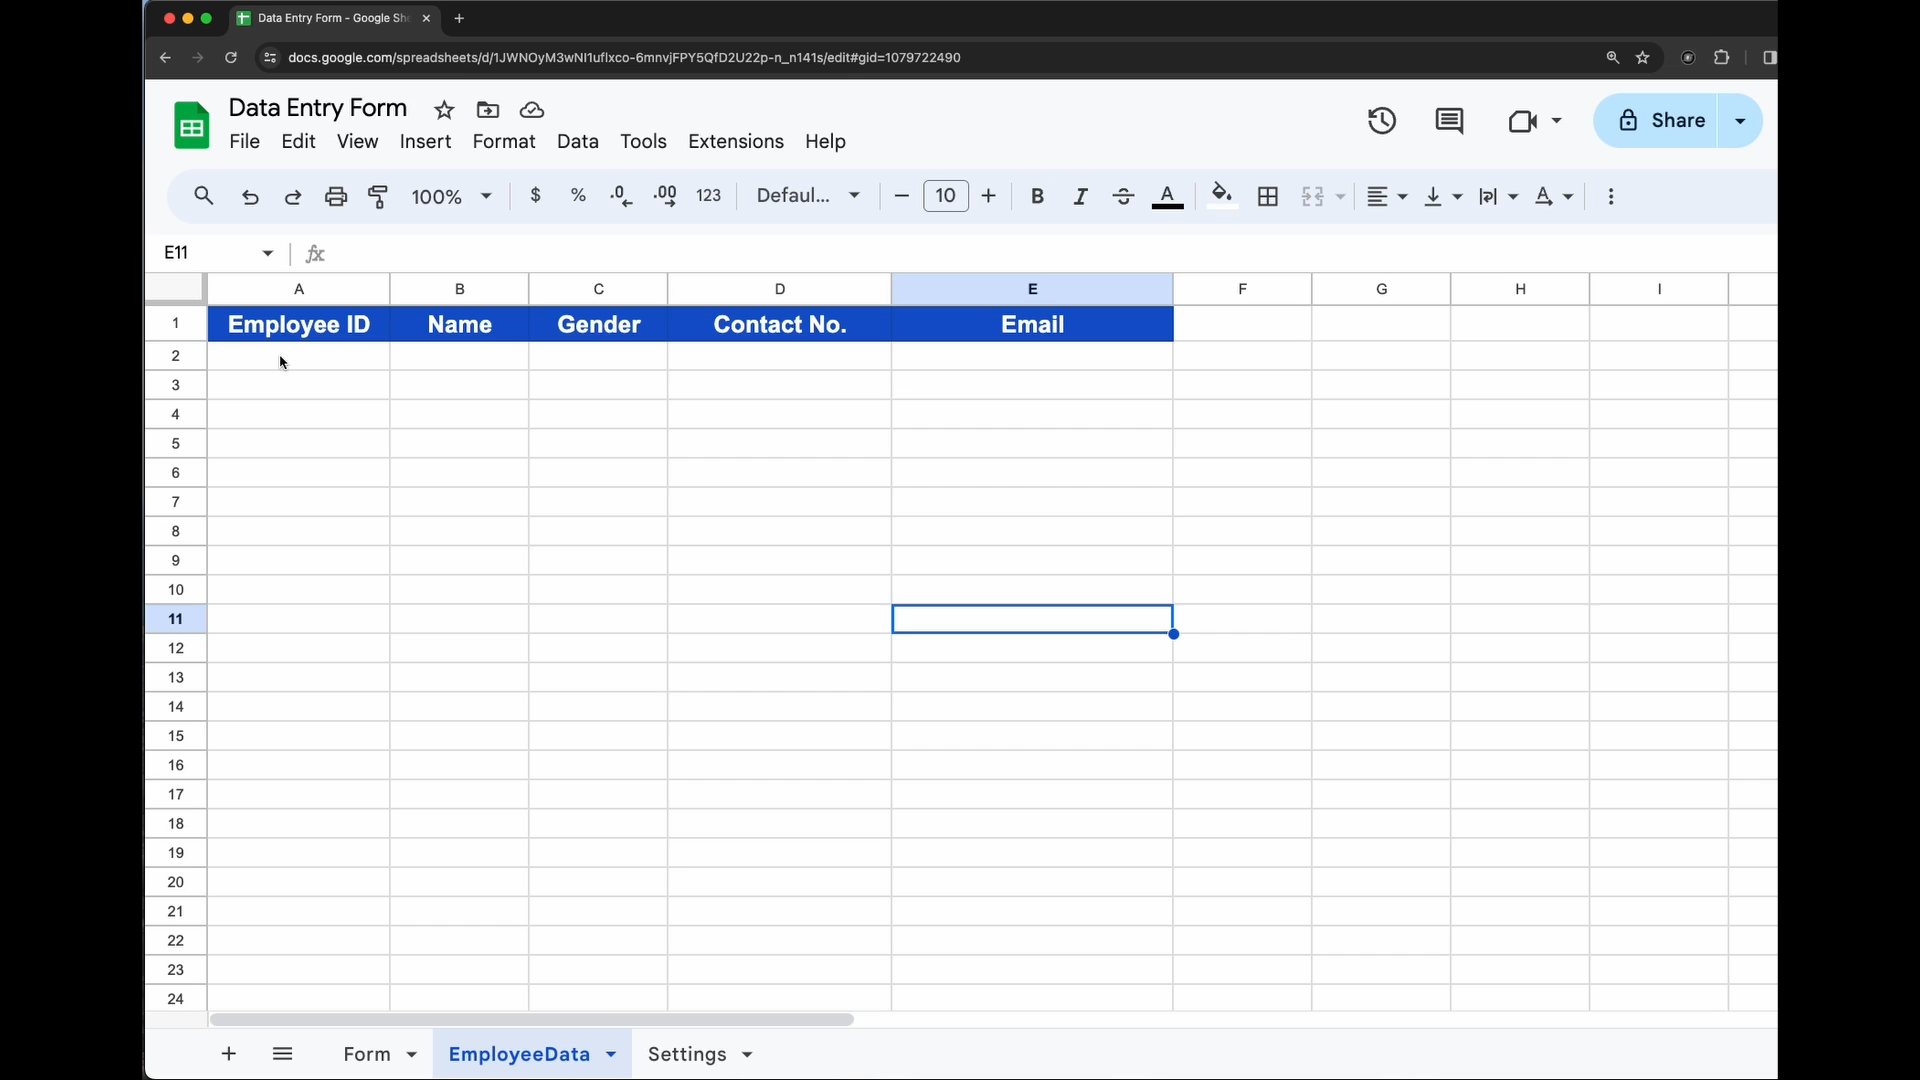 Data Entry Form - Google She
docs.google.com/spreadsheets/d/1JWNOyM3wNI1uflxco-6mnvjFPY5QfD2U22p-n_n141s/edit#gid=1079722490
Data Entry Form
File Edit View Insert Format Data Tools Extensions Help
Share
100% $ % .0 .00 123 Defaul... 10 B I S A A
E11 fx
A B C D E F G H I
1 Employee ID Name Gender Contact No. Email
2
3
4
5
6
7
8
9
10
11
12
13
14
15
16
17
18
19
20
21
22
23
24
Form EmployeeData Settings